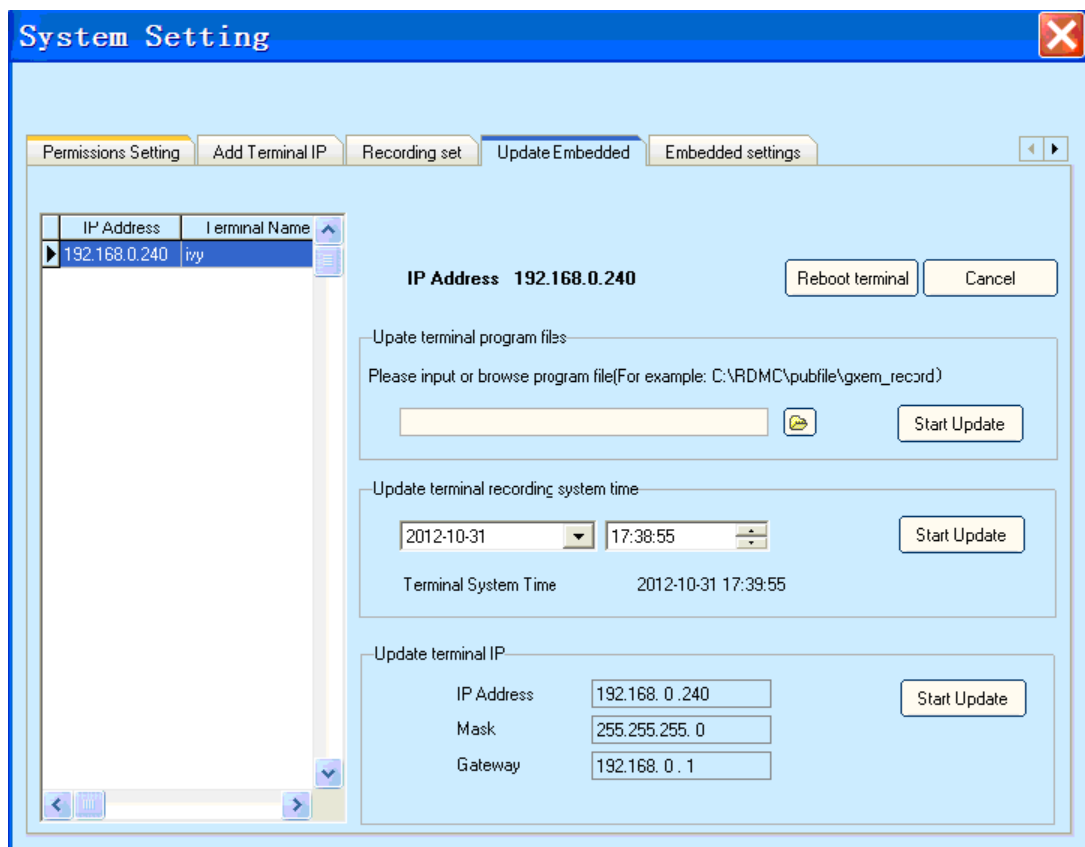 System Setting
Permissions Setting Add Terminal IP Recording set Update Embedded Embedded settings
IP Address Terminal Name
192.168.0.240 ivy
IP Address 192.168.0.240 Reboot terminal Cancel
Upate terminal program files
Please input or browse program file(For example: C:\RDMC\pubfile\gxem_record)
Start Update
Update terminal recording system time
2012-10-31 17:38:55 Start Update
Terminal System Time 2012-10-31 17:39:55
Update terminal IP
IP Address 192.168. 0 .240 Start Update
Mask 255.255.255. 0
Gateway 192.168. 0 . 1